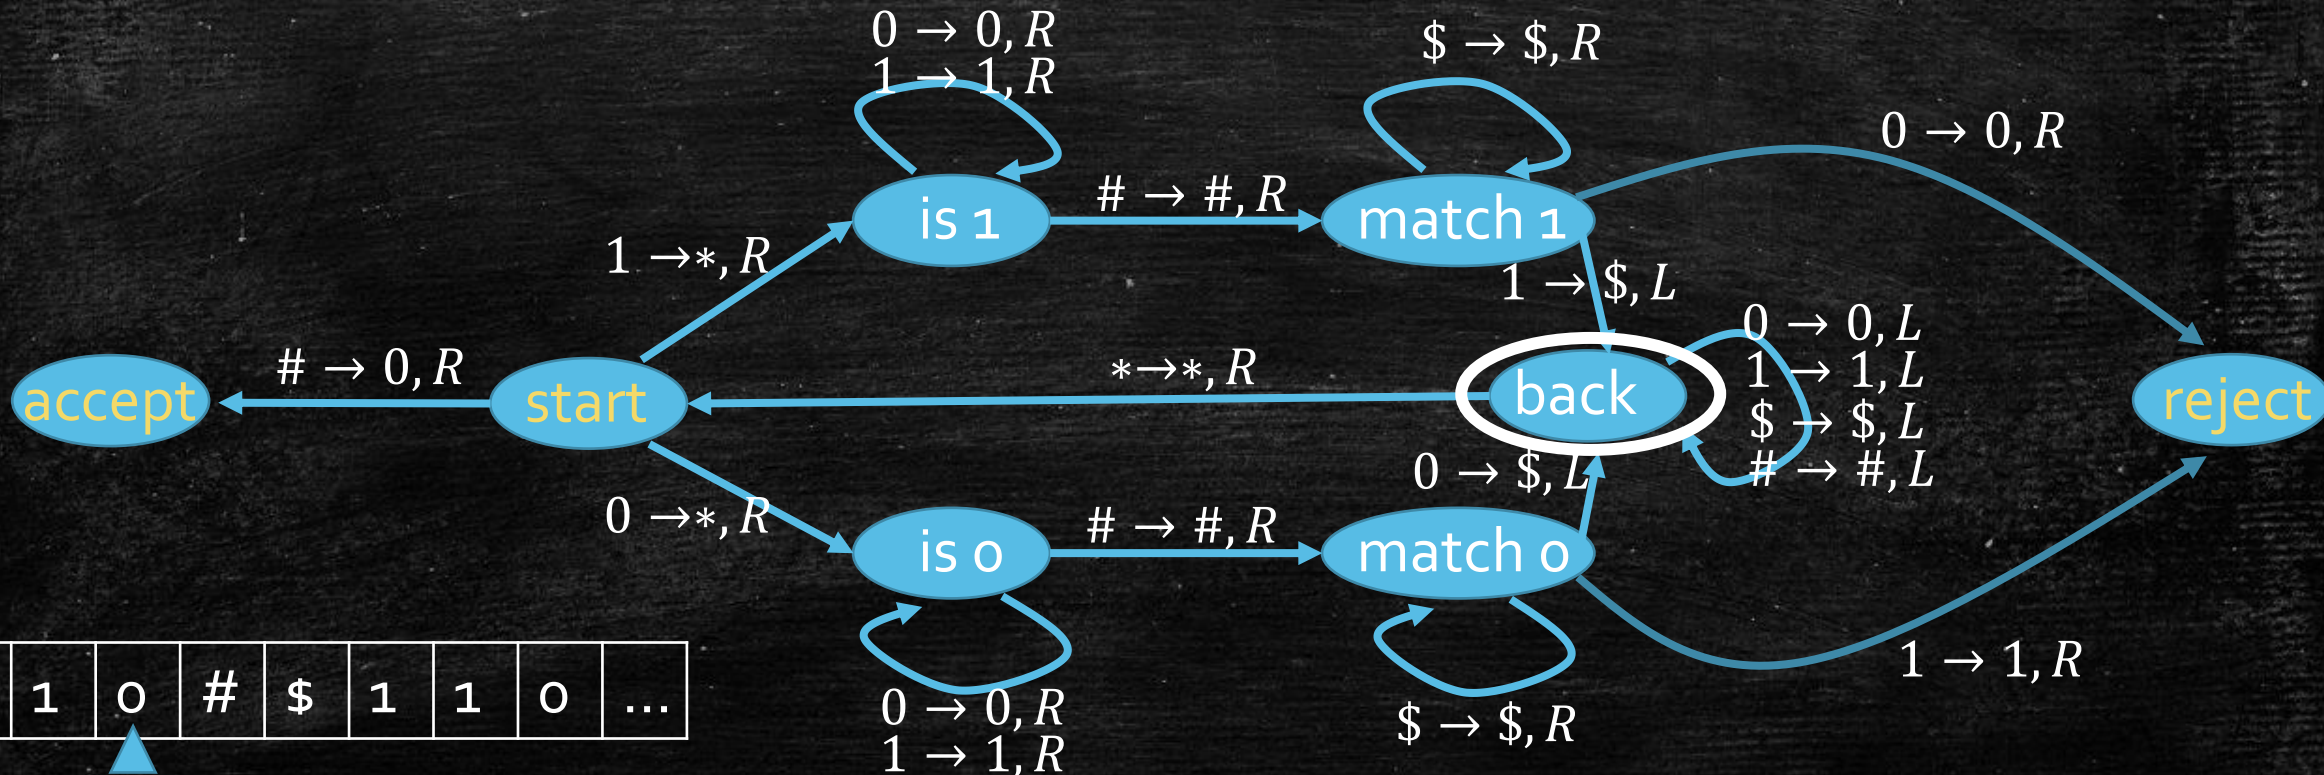 0 → 0, R
1 → 1, R
$ → $, R
0 → 0, R
# → #, R
is 1
match 1
1 →*, R
1 → $, L
0 → 0, L
1 → 1, L
$ → $, L
# → #, L
# → 0, R
*→*, R
accept
start
back
reject
0 → $, L
0 →*, R
# → #, R
is 0
match 0
1 → 1, R
1 0 # $ 1 1 0 ...
0 → 0, R
1 → 1, R
$ → $, R